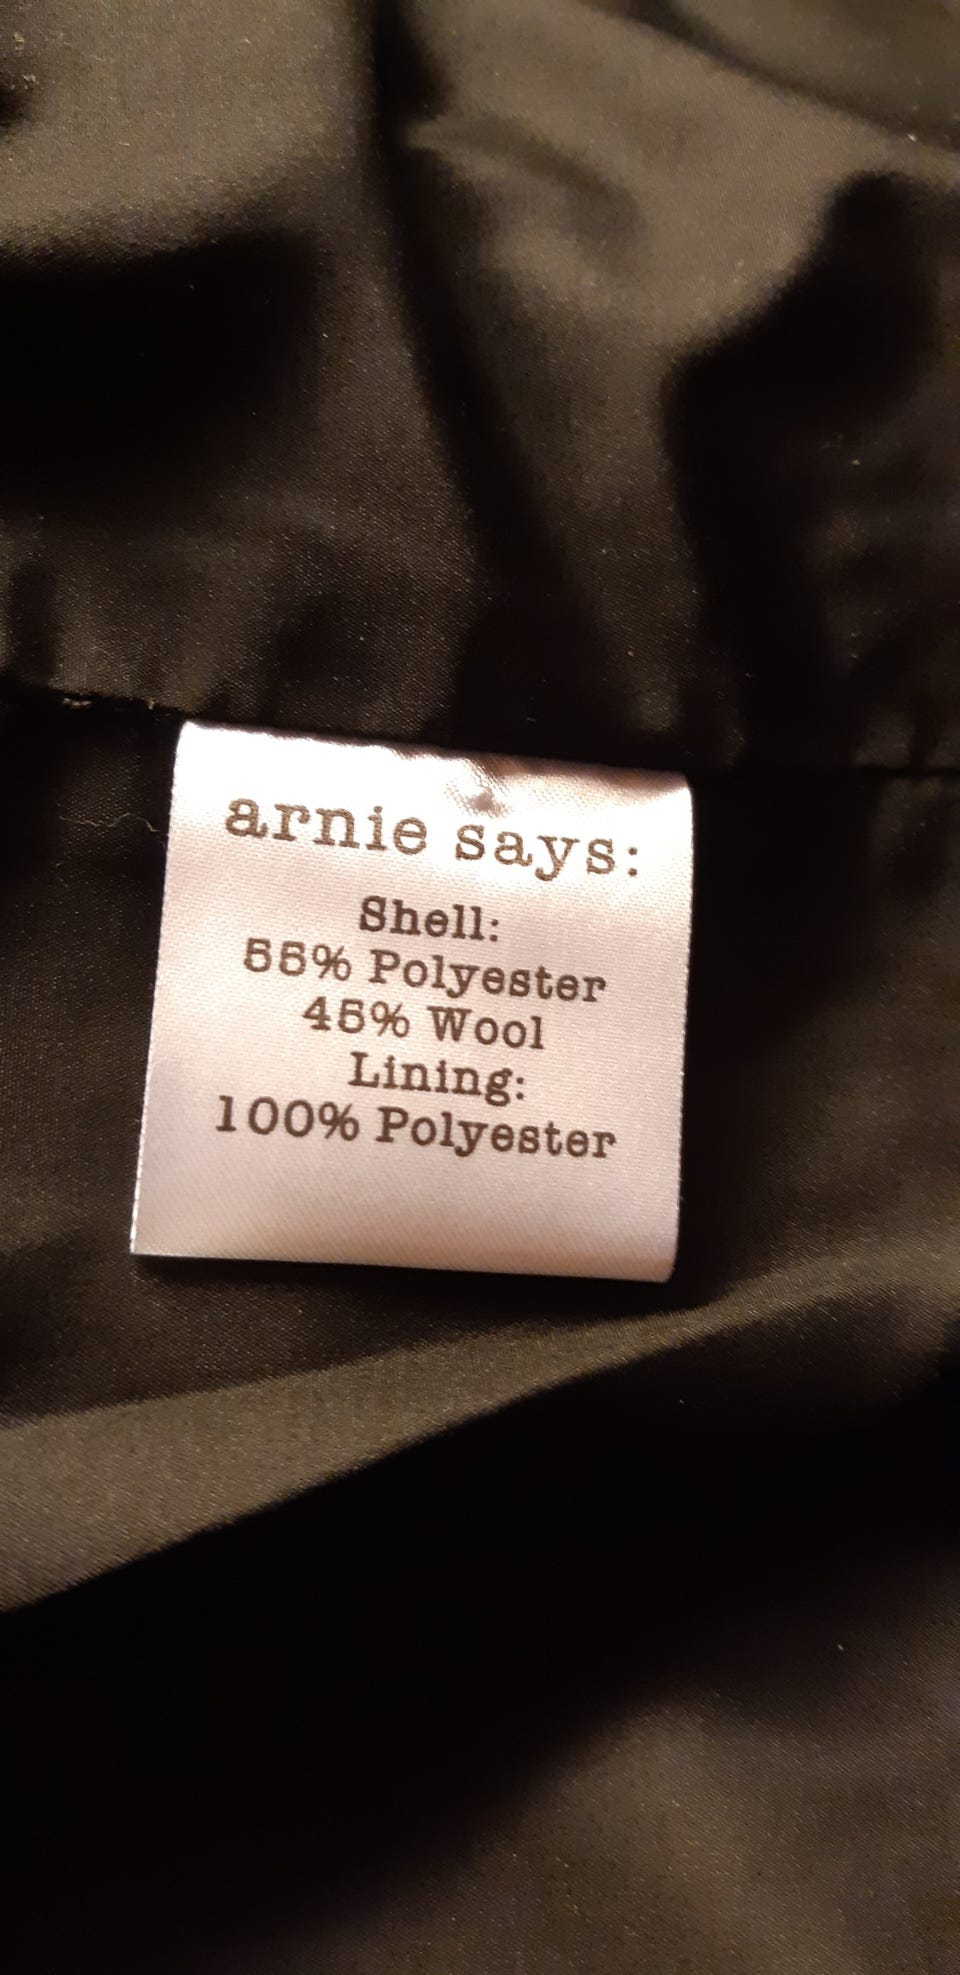 arnie says:
Shell:
55% Polyester
45% Wool
Lining:
100% Polyester